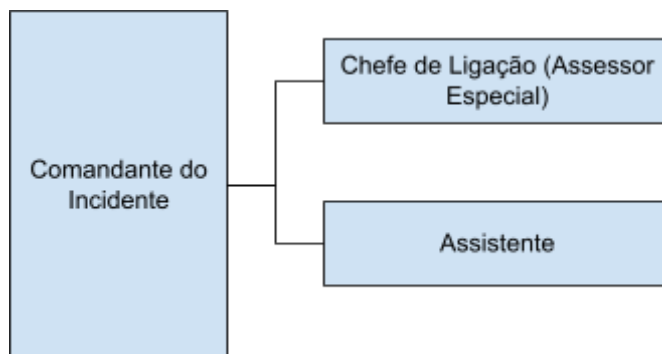 Comandante do
Incidente
Chefe de Ligação (Assessor
Especial)
Assistente